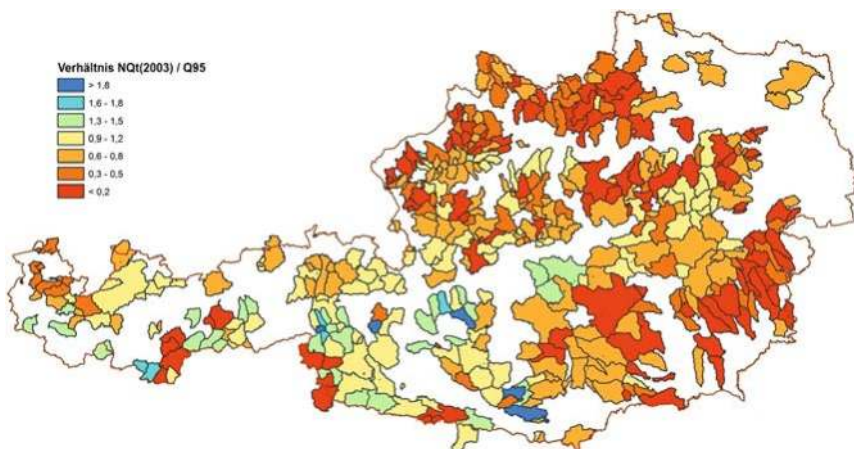 Verhältnis NQt(2003) / Q95
> 1,8
1,6 - 1,8
1,3 - 1,5
0,9 - 1,2
0,6 - 0,8
0,3 - 0,5
< 0,2